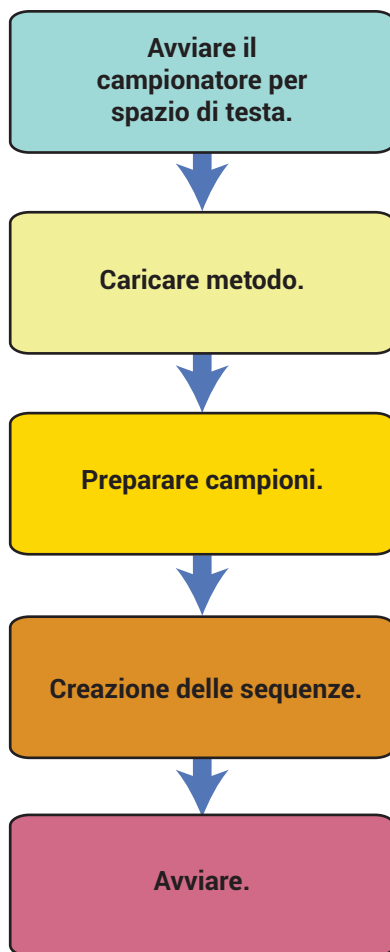 Avviare il
campionatore per
spazio di testa.
Caricare metodo.
Preparare campioni.
Creazione delle sequenze.
Avviare.